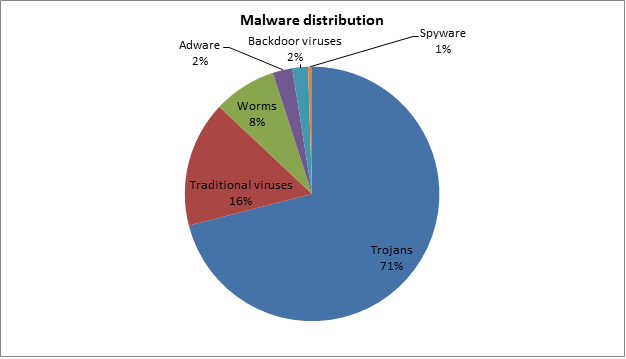 Malware distribution
Adware
2%
Backdoor viruses
2%
Spyware
1%
Worms
8%
Traditional viruses
16%
Trojans
71%